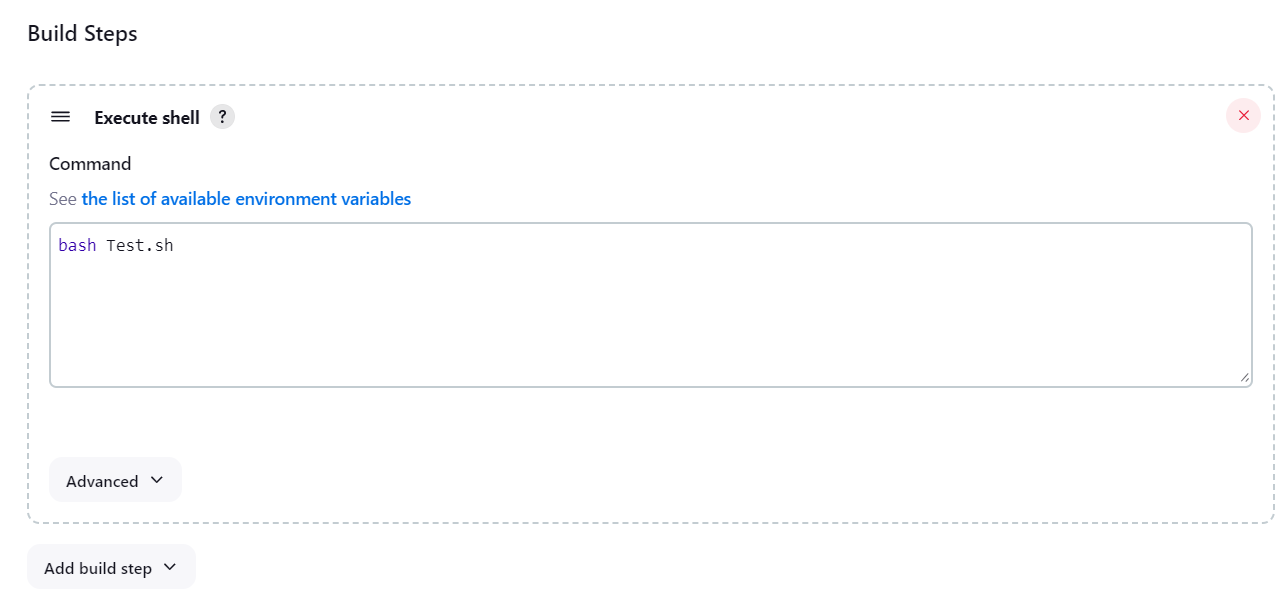 Build Steps
Execute shell ?
Command
See the list of available environment variables
bash Test.sh
Advanced
Add build step